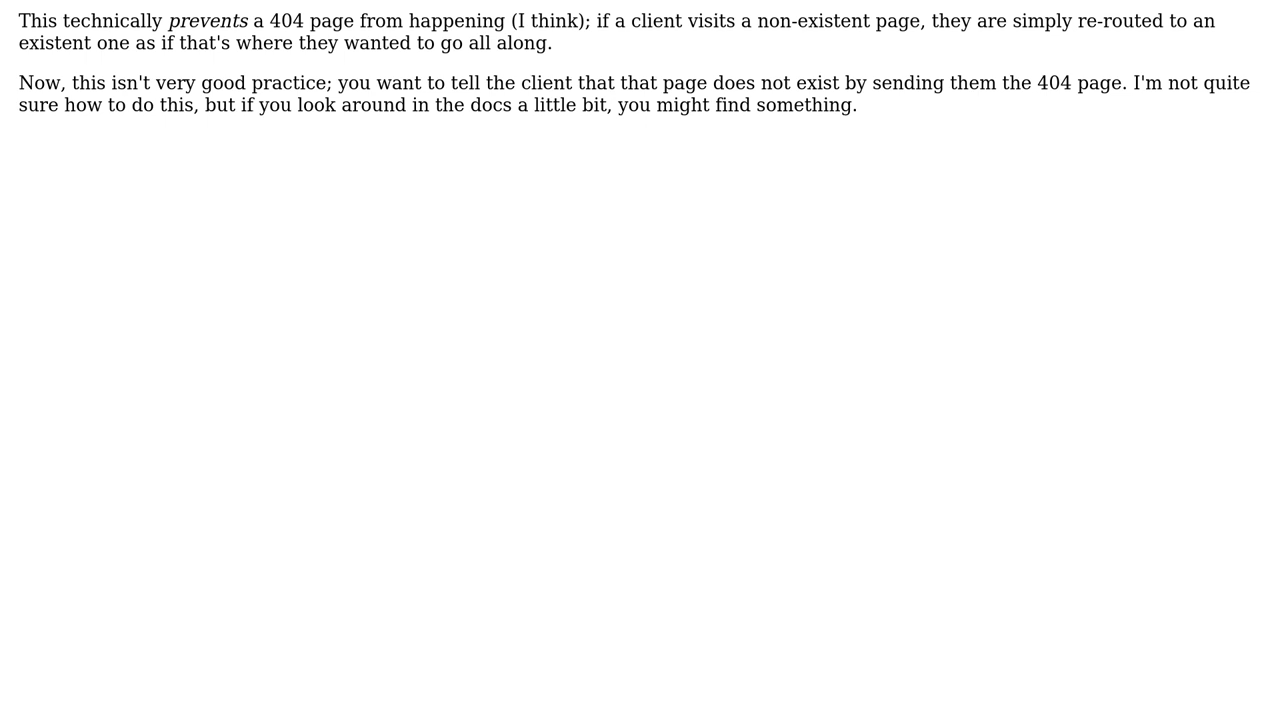 This technically prevents a 404 page from happening (I think); if a client visits a non-existent page, they are simply re-routed to an
existent one as if that's where they wanted to go all along.
Now, this isn't very good practice; you want to tell the client that that page does not exist by sending them the 404 page. I'm not quite
sure how to do this, but if you look around in the docs a little bit, you might find something.